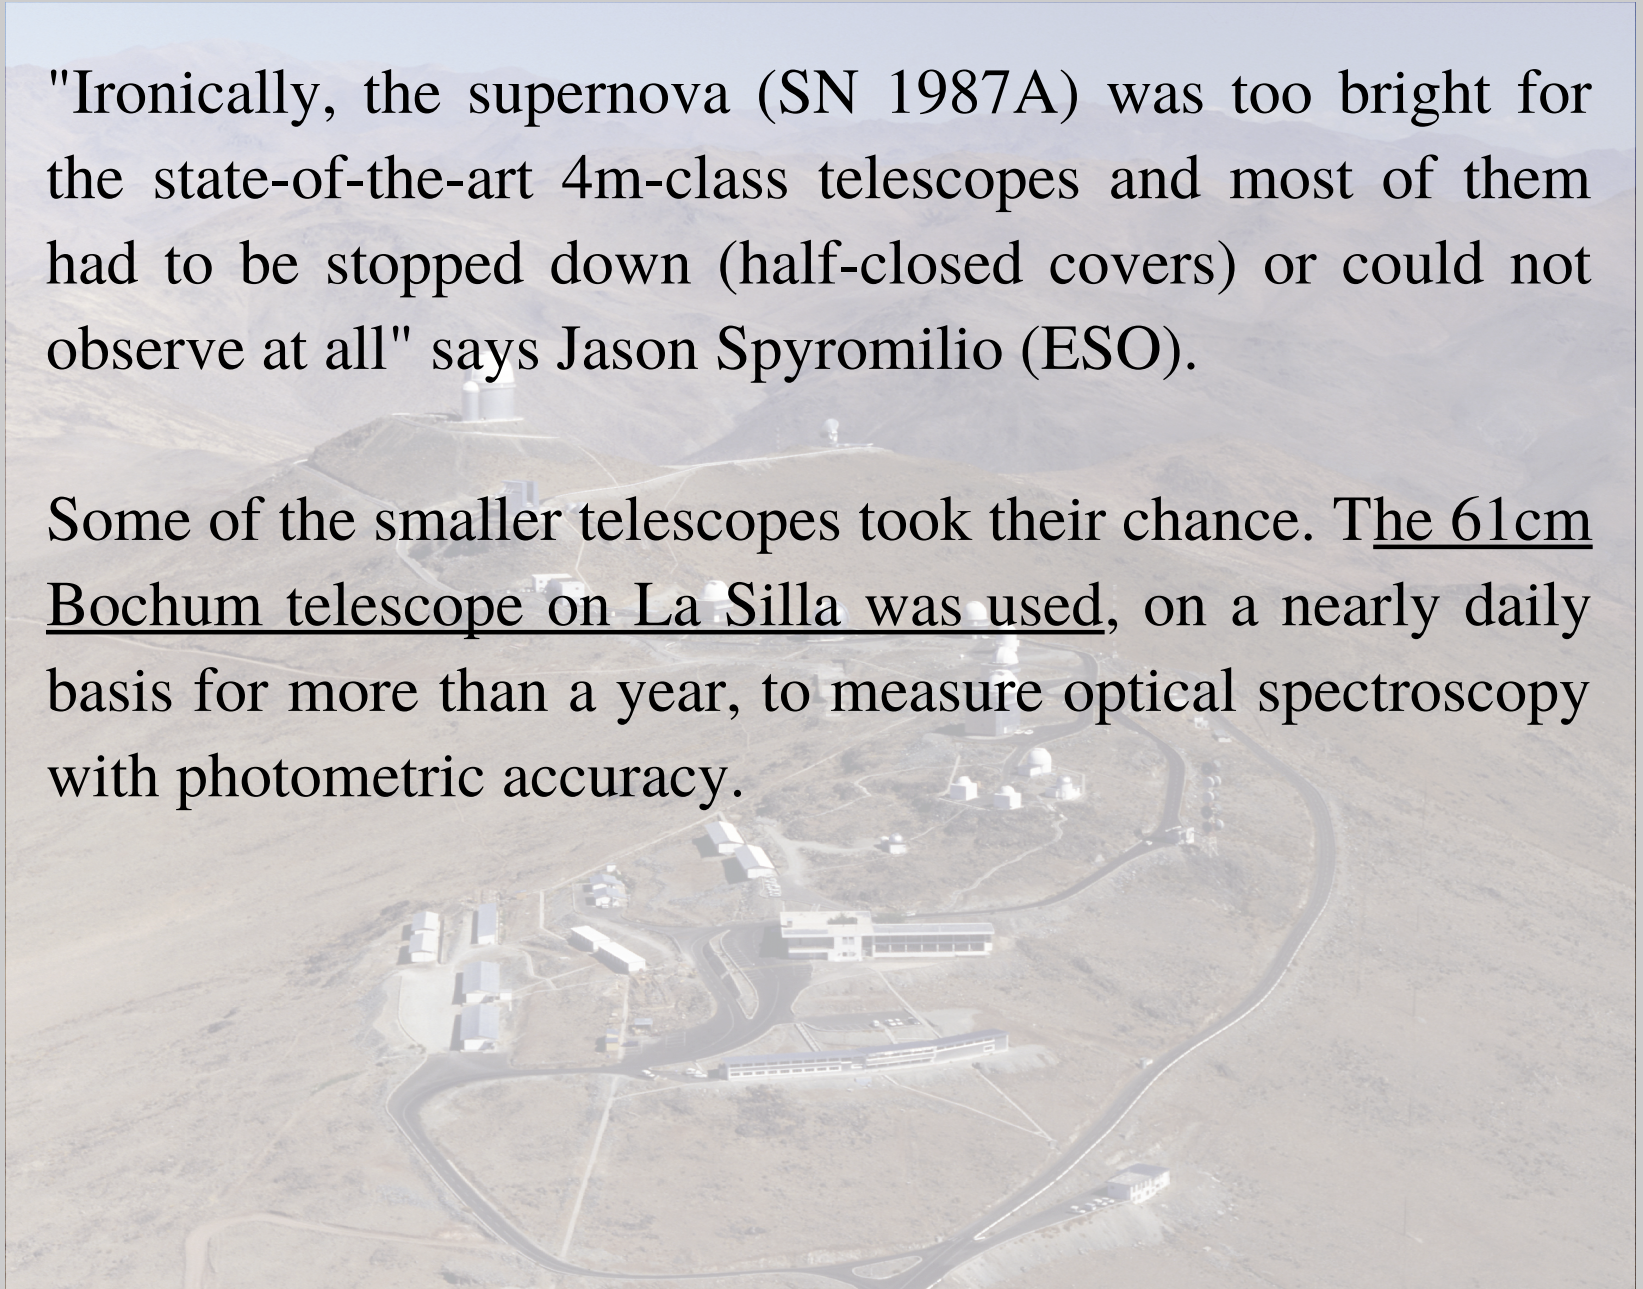 "Ironically, the supernova (SN 1987A) was too bright for
the state-of-the-art 4m-class telescopes and most of them
had to be stopped down (half-closed covers) or could not
observe at all" says Jason Spyromilio (ESO).
Some of the smaller telescopes took their chance. The 61cm
Bochum telescope on La Silla was used, on a nearly daily
basis for more than a year, to measure optical spectroscopy
with photometric accuracy.